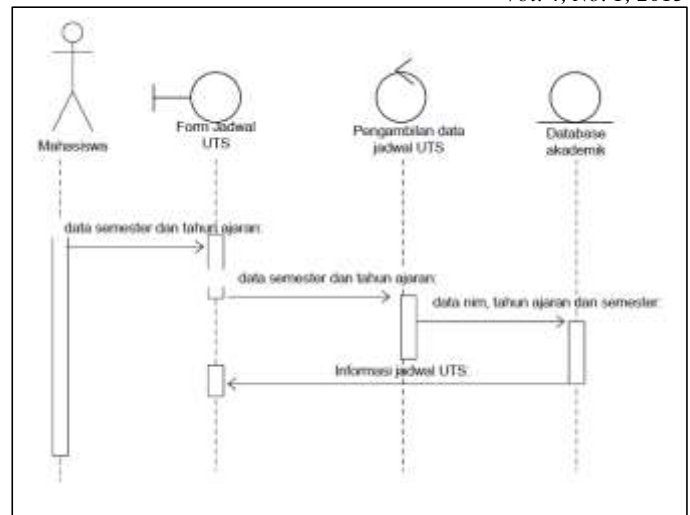 Vol. 4, No. 1, 2015
Mahasiswa
Form Jadwal
UTS
Pengambilan data
jadwal UTS
Database
akademik
data semester dan tahun ajaran:
data semester dan tahun ajaran:
data nim, tahun ajaran dan semester:
Informasi jadwal UTS: